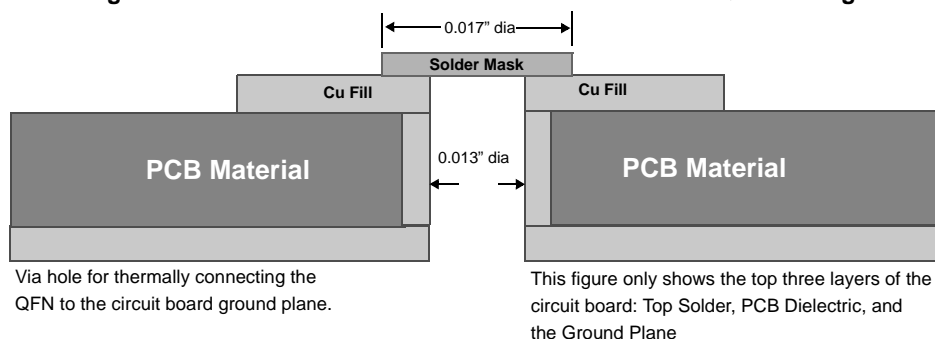 0.017” dia
Solder Mask
Cu Fill
Cu Fill
PCB Material
0.013” dia
PCB Material
Via hole for thermally connecting the
QFN to the circuit board ground plane.
This figure only shows the top three layers of the
circuit board: Top Solder, PCB Dielectric, and
the Ground Plane